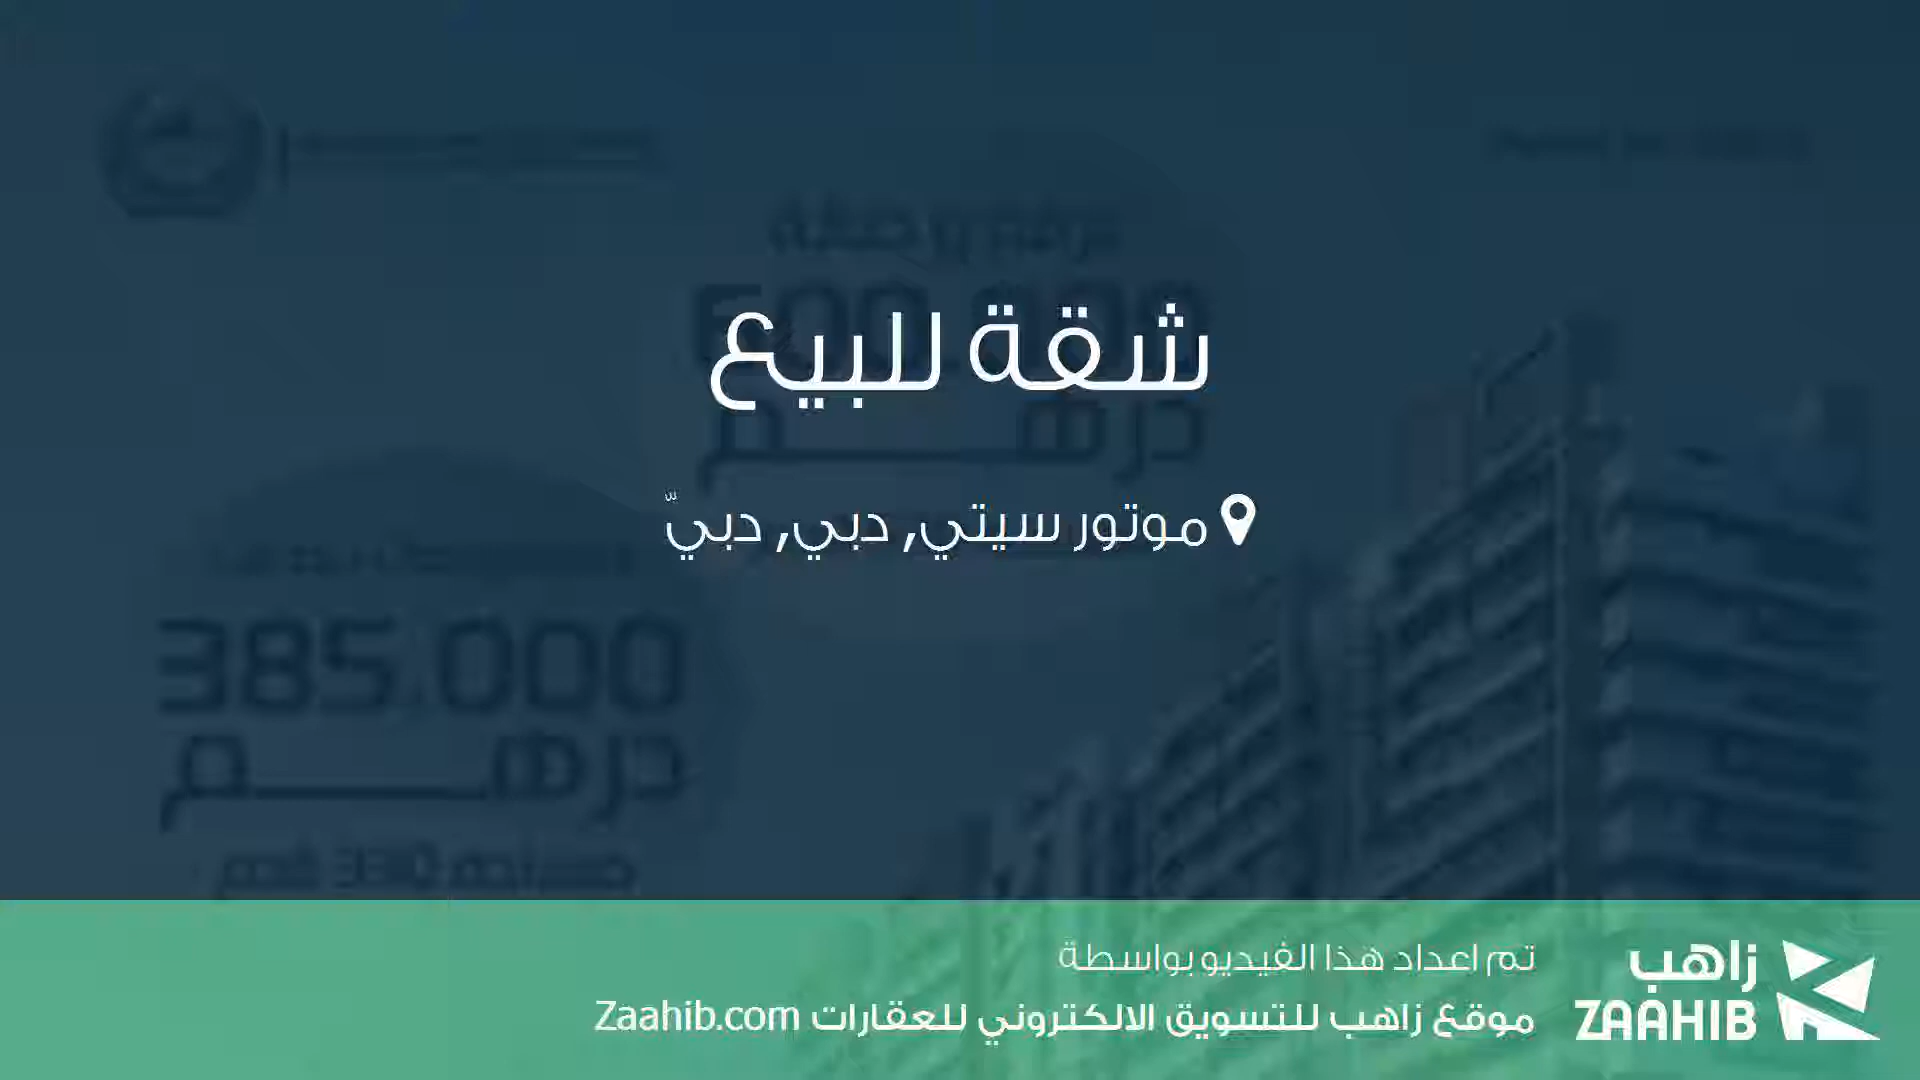 شقة للبيع
موتور سيتي, دبي, دبيّ
درهم
385.000
درهم
تم اعداد هذا الفيديو بواسطة
موقع زاهب للتسويق الالكتروني للعقارات Zaahib.com
زاهب
ZAAHIB